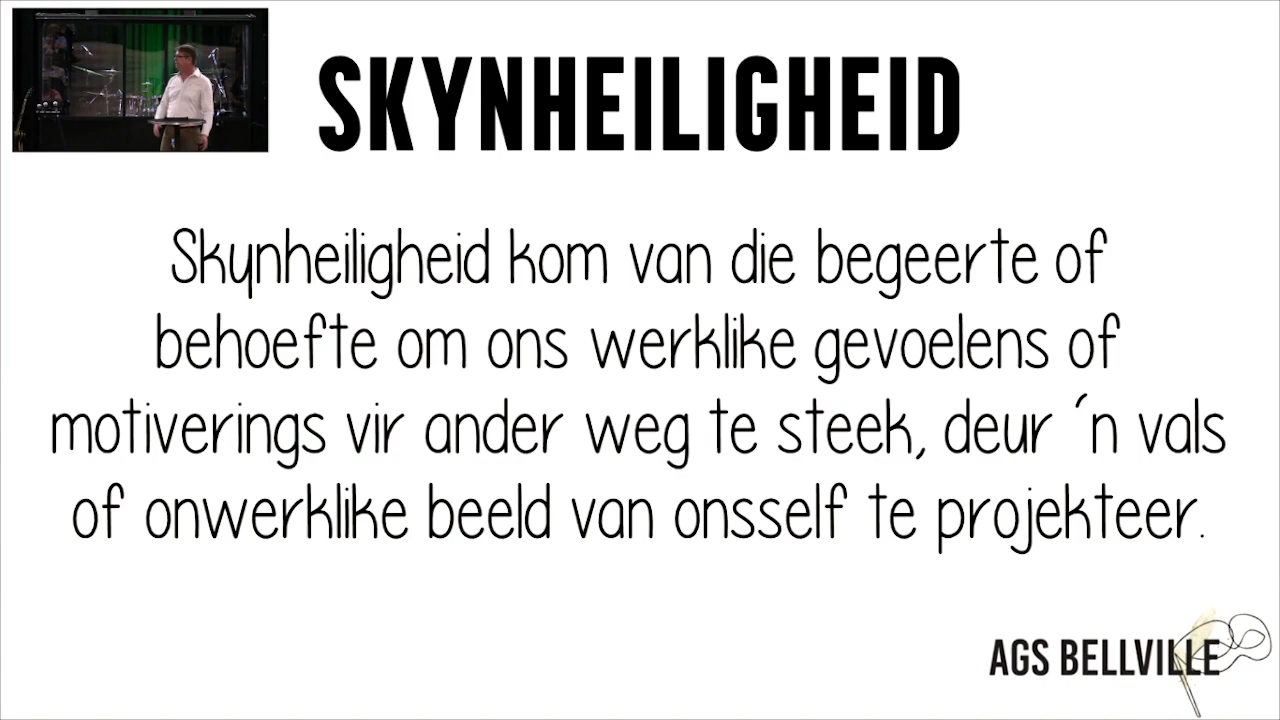 SKYNHEILIGHEID
Skynheiligheid kom van die begeerte of
behoefte om ons werklike gevoelens of
motiverings vir ander weg te steek, deur ´n vals
of onwerklike beeld van onsself te projekteer.
AGS BELLVILLE